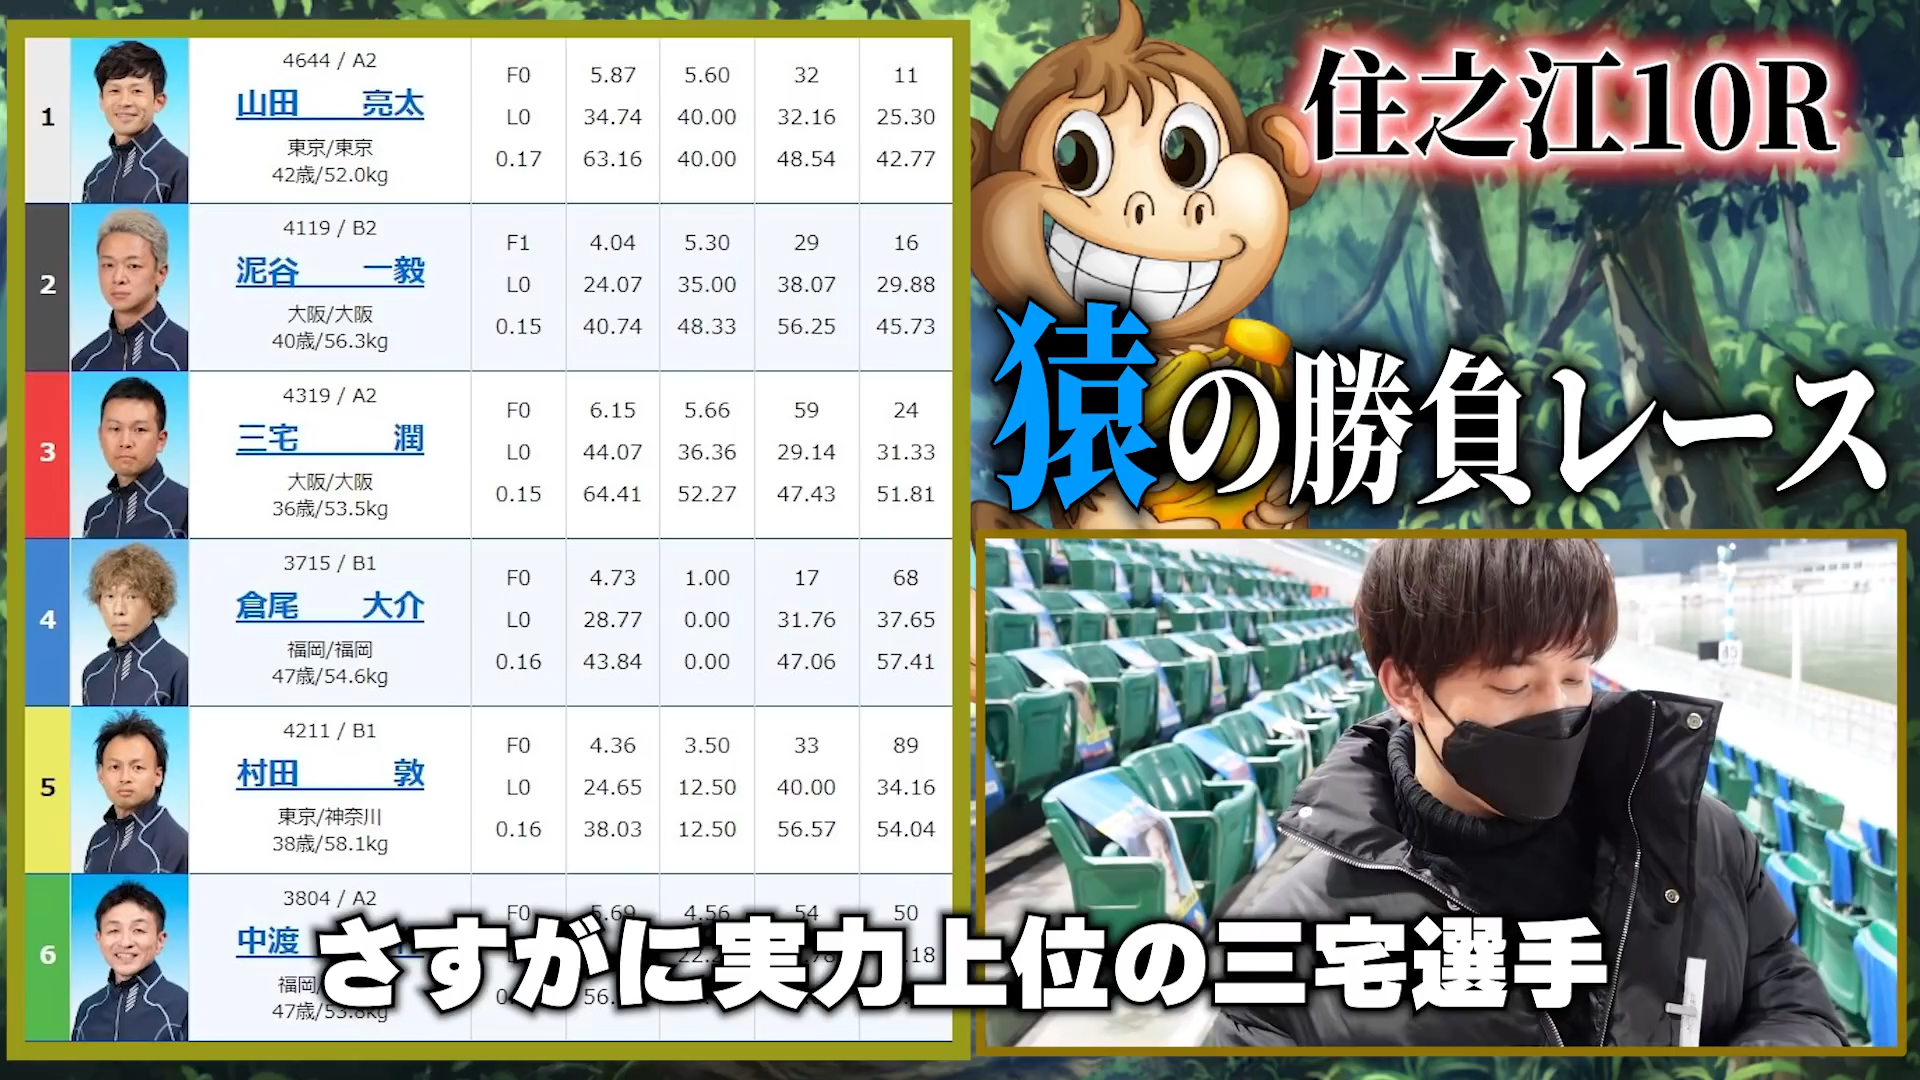 住之江10R
猿の勝負レース
1
4644 / A2
山田 亮太
東京/東京
42歳/52.0kg
F0 5.87 5.60 32 11
L0 34.74 40.00 32.16 25.30
0.17 63.16 40.00 48.54 42.77
2
4119 / B2
泥谷 一毅
大阪/大阪
40歳/56.3kg
F1 4.04 5.30 29 16
L0 24.07 35.00 38.07 29.88
0.15 40.74 48.33 56.25 45.73
3
4319 / A2
三宅 潤
大阪/大阪
36歳/53.5kg
F0 6.15 5.66 59 24
L0 44.07 36.36 29.14 31.33
0.15 64.41 52.27 47.43 51.81
4
3715 / B1
倉尾 大介
福岡/福岡
47歳/54.6kg
F0 4.73 1.00 17 68
L0 28.77 0.00 31.76 37.65
0.16 43.84 0.00 47.06 57.41
5
4211 / B1
村田 敦
東京/神奈川
38歳/58.1kg
F0 4.36 3.50 33 89
L0 24.65 12.50 40.00 34.16
0.16 38.03 12.50 56.57 54.04
6
3804 / A2
中渡
福岡/
47歳/53.8kg
F0 5.69 4.56 54 50
さすがに実力上位の三宅選手